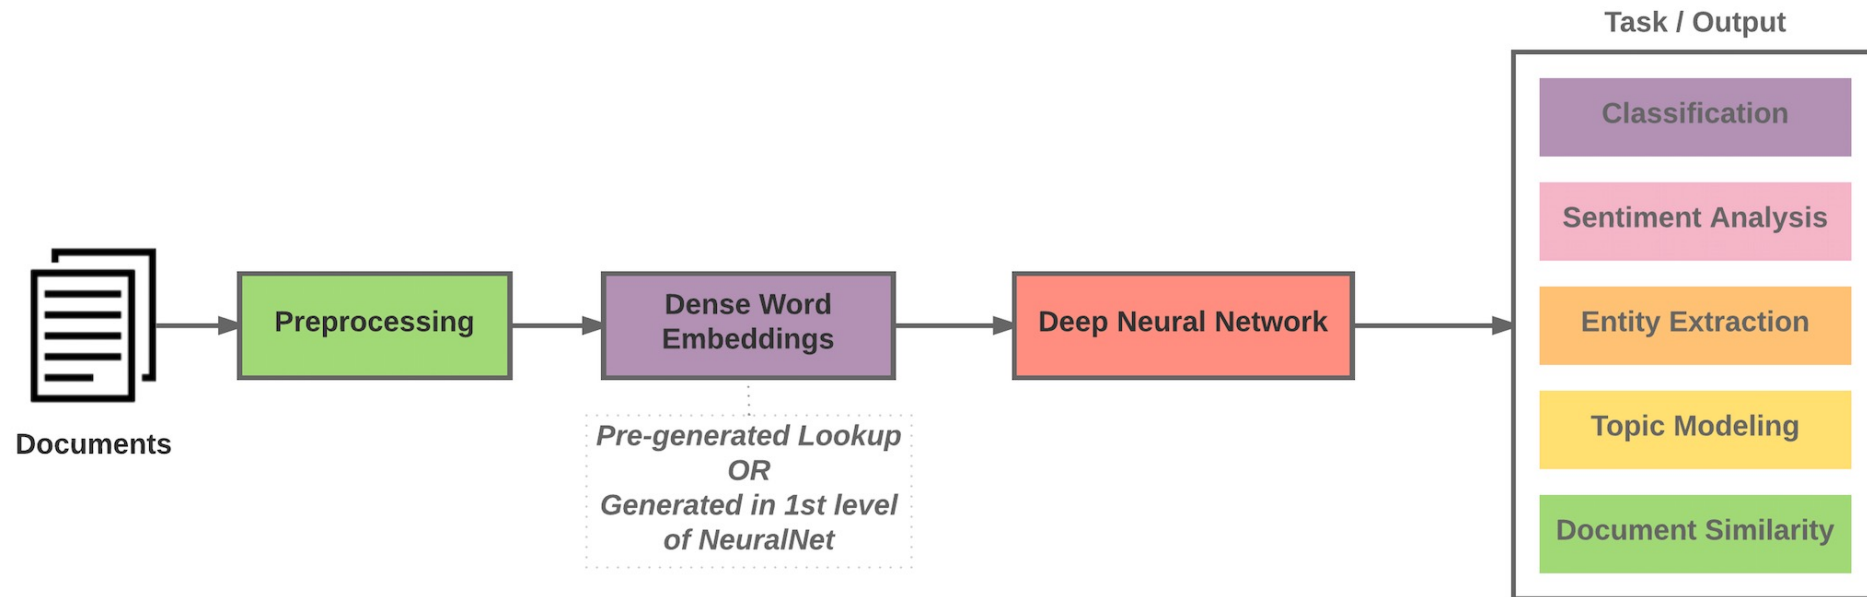 Task / Output
Classification
Sentiment Analysis
Entity Extraction
Topic Modeling
Document Similarity
Documents
Preprocessing
Dense Word
Embeddings
Deep Neural Network
Pre-generated Lookup
OR
Generated in 1st level
of NeuralNet